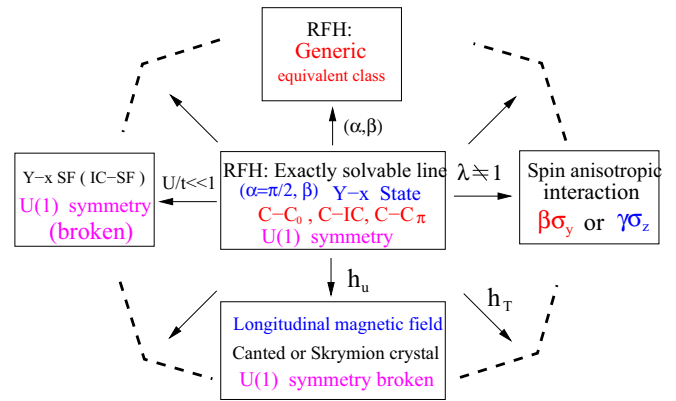 RFH:
Generic
equivalent class
(α,β)
Y−x SF ( IC−SF )
U(1) symmetry
(broken)
U/t<<1
RFH: Exactly solvable line
(α=π/2, β) Y−x State
C−C₀ , C−IC, C−Cπ
U(1) symmetry
λ≒1
Spin anisotropic
interaction
βσy or γσz
hu
hT
Longitudinal magnetic field
Canted or Skrymion crystal
U(1) symmetry broken